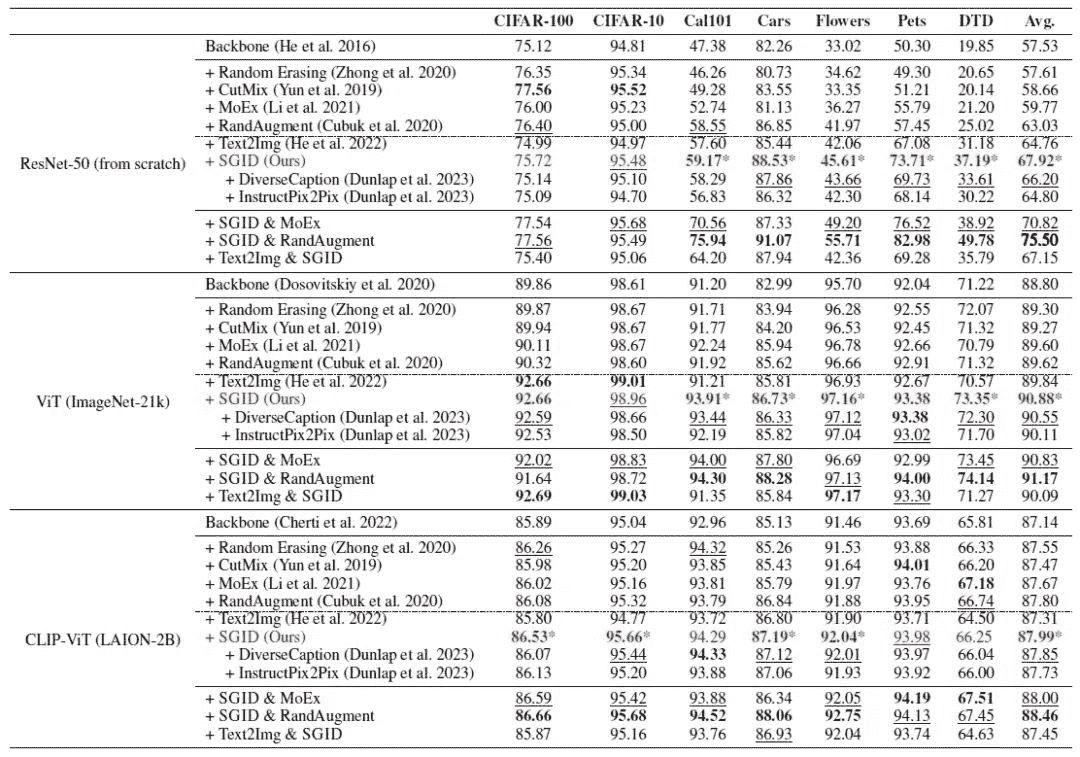 CIFAR-100 CIFAR-10 Cal101 Cars Flowers Pets DTD Avg.
Backbone (He et al. 2016) 75.12 94.81 47.38 82.26 33.02 50.30 19.85 57.53
+ Random Erasing (Zhong et al. 2020) 76.35 95.34 46.26 80.73 34.62 49.30 20.65 57.61
+ CutMix (Yun et al. 2019) 77.56 95.52 49.28 83.55 33.35 51.21 20.14 58.66
+ MoEx (Li et al. 2021) 76.00 95.23 52.74 81.13 36.27 55.79 21.20 59.77
+ RandAugment (Cubuk et al. 2020) 76.40 95.00 58.55 86.85 41.97 57.45 25.02 63.03
+ Text2Img (He et al. 2022) 74.99 94.97 57.60 85.44 42.06 67.08 31.18 64.76
ResNet-50 (from scratch) + SGID (Ours) 75.72 95.48 59.17* 88.53* 45.61* 73.71* 37.19* 67.92*
+ DiverseCaption (Dunlap et al. 2023) 75.14 95.10 58.29 87.86 43.66 69.73 33.61 66.20
+ InstructPix2Pix (Dunlap et al. 2023) 75.09 94.70 56.83 86.32 42.30 68.14 30.22 64.80
+ SGID & MoEx 77.54 95.68 70.56 87.33 49.20 76.52 38.92 70.82
+ SGID & RandAugment 77.56 95.49 75.94 91.07 55.71 82.98 49.78 75.50
+ Text2Img & SGID 75.40 95.06 64.20 87.94 42.36 69.28 35.79 67.15
Backbone (Dosovitskiy et al. 2020) 89.86 98.61 91.20 82.99 95.70 92.04 71.22 88.80
+ Random Erasing (Zhong et al. 2020) 89.87 98.67 91.71 83.94 96.28 92.55 72.07 89.30
+ CutMix (Yun et al. 2019) 89.94 98.67 91.77 84.20 96.53 92.45 71.32 89.27
+ MoEx (Li et al. 2021) 90.11 98.67 92.24 85.94 96.78 92.66 70.79 89.60
+ RandAugment (Cubuk et al. 2020) 90.32 98.60 91.92 85.62 96.66 92.91 71.32 89.62
+ Text2Img (He et al. 2022) 92.66 99.01 91.21 85.81 96.93 92.67 70.57 89.84
ViT (ImageNet-21k) + SGID (Ours) 92.66 98.96 93.91* 86.73* 97.16* 93.38 73.35* 90.88*
+ DiverseCaption (Dunlap et al. 2023) 92.59 98.66 93.44 86.33 97.12 93.38 72.30 90.55
+ InstructPix2Pix (Dunlap et al. 2023) 92.53 98.50 92.19 85.82 97.04 93.02 71.70 90.11
+ SGID & MoEx 92.02 98.83 94.00 87.80 96.69 92.99 73.45 90.83
+ SGID & RandAugment 91.64 98.72 94.30 88.28 97.13 94.00 74.14 91.17
+ Text2Img & SGID 92.69 99.03 91.35 85.84 97.17 93.30 71.27 90.09
Backbone (Cherti et al. 2022) 85.89 95.04 92.96 85.13 91.46 93.69 65.81 87.14
+ Random Erasing (Zhong et al. 2020) 86.26 95.27 94.32 85.26 91.53 93.88 66.33 87.55
+ CutMix (Yun et al. 2019) 85.98 95.20 93.85 85.43 91.64 94.01 66.20 87.47
+ MoEx (Li et al. 2021) 86.02 95.16 93.81 85.79 91.97 93.76 67.18 87.67
+ RandAugment (Cubuk et al. 2020) 86.08 95.32 93.79 86.84 91.88 93.95 66.74 87.80
+ Text2Img (He et al. 2022) 85.80 94.77 93.72 86.80 91.90 93.71 64.50 87.31
CLIP-ViT (LAION-2B) + SGID (Ours) 86.53* 95.66* 94.29 87.19* 92.04* 93.98 66.25 87.99*
+ DiverseCaption (Dunlap et al. 2023) 86.07 95.44 94.33 87.12 92.01 93.97 66.04 87.85
+ InstructPix2Pix (Dunlap et al. 2023) 86.13 95.20 93.88 87.06 91.93 93.92 66.00 87.73
+ SGID & MoEx 86.59 95.42 93.88 86.34 92.05 94.19 67.51 88.00
+ SGID & RandAugment 86.66 95.68 94.52 88.06 92.75 94.13 67.45 88.46
+ Text2Img & SGID 85.87 95.16 93.76 86.93 92.04 93.74 64.63 87.45